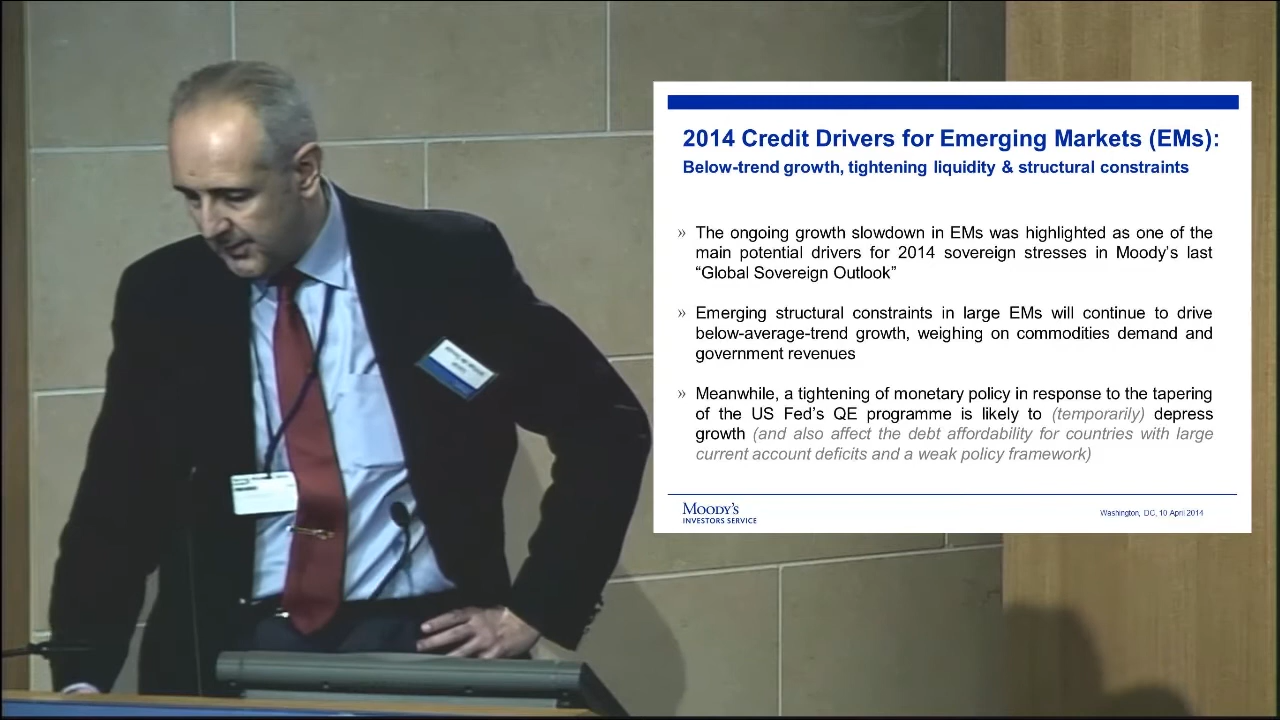 2014 Credit Drivers for Emerging Markets (EMs):
Below-trend growth, tightening liquidity & structural constraints
» The ongoing growth slowdown in EMs was highlighted as one of the
main potential drivers for 2014 sovereign stresses in Moody's last
“Global Sovereign Outlook”
» Emerging structural constraints in large EMs will continue to drive
below-average-trend growth, weighing on commodities demand and
government revenues
» Meanwhile, a tightening of monetary policy in response to the tapering
of the US Fed's QE programme is likely to (temporarily) depress
growth (and also affect the debt affordability for countries with large
current account deficits and a weak policy framework)
MOODY'S
INVESTORS SERVICE
Washington, DC, 10 April 2014